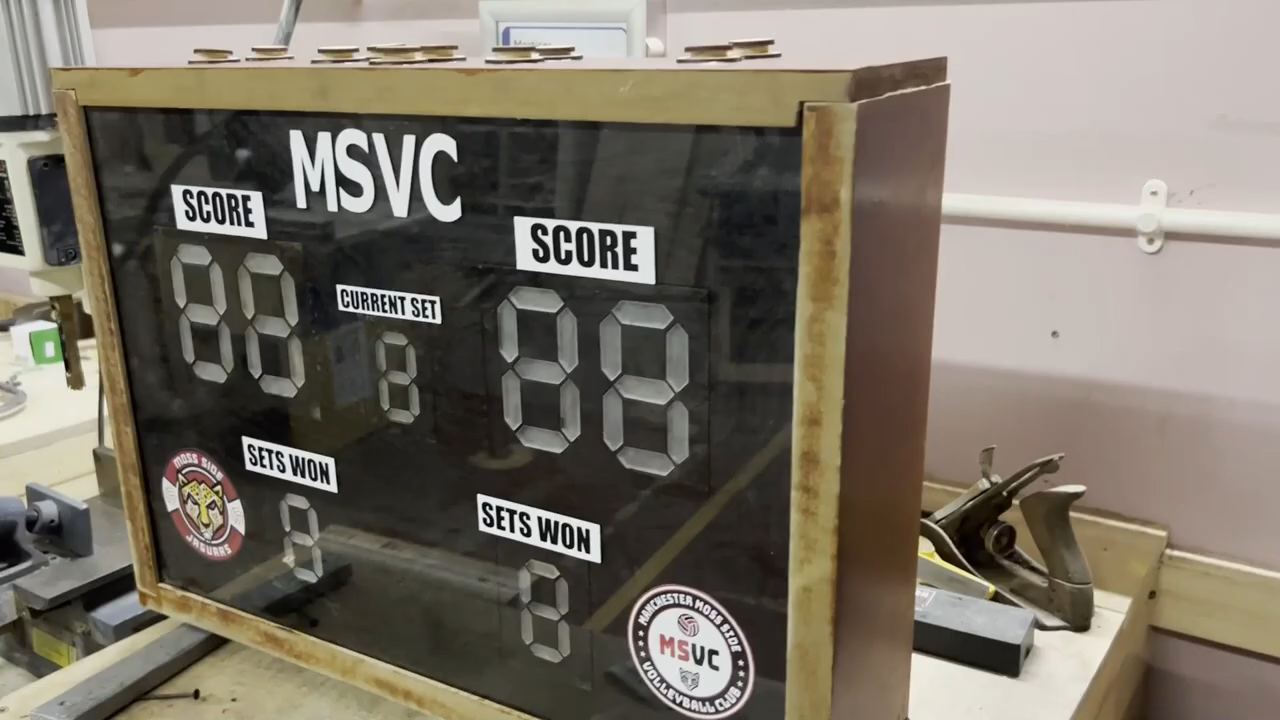 MSVC
SCORE
SCORE
CURRENT SET
SETS WON
SETS WON
MOSS SIDE
JAGUARS
MANCHESTER MOSS SIDE
MSVC
VOLLEYBALL CLUB